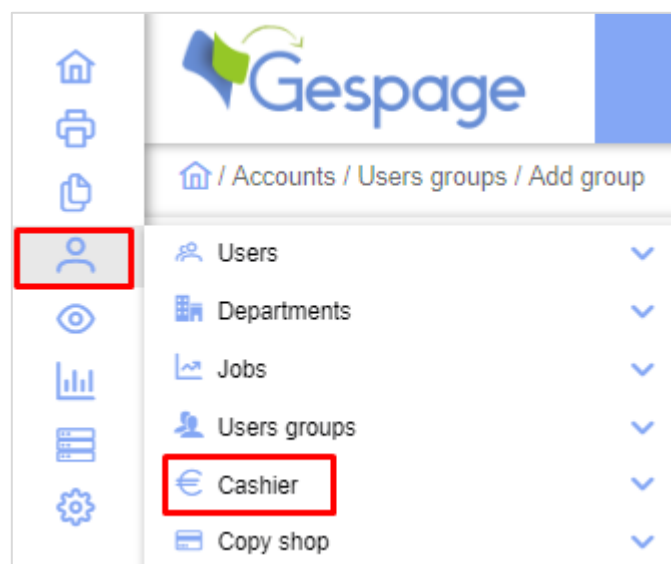 Gespage
/ Accounts / Users groups / Add group
Users
Departments
Jobs
Users groups
€ Cashier
Copy shop